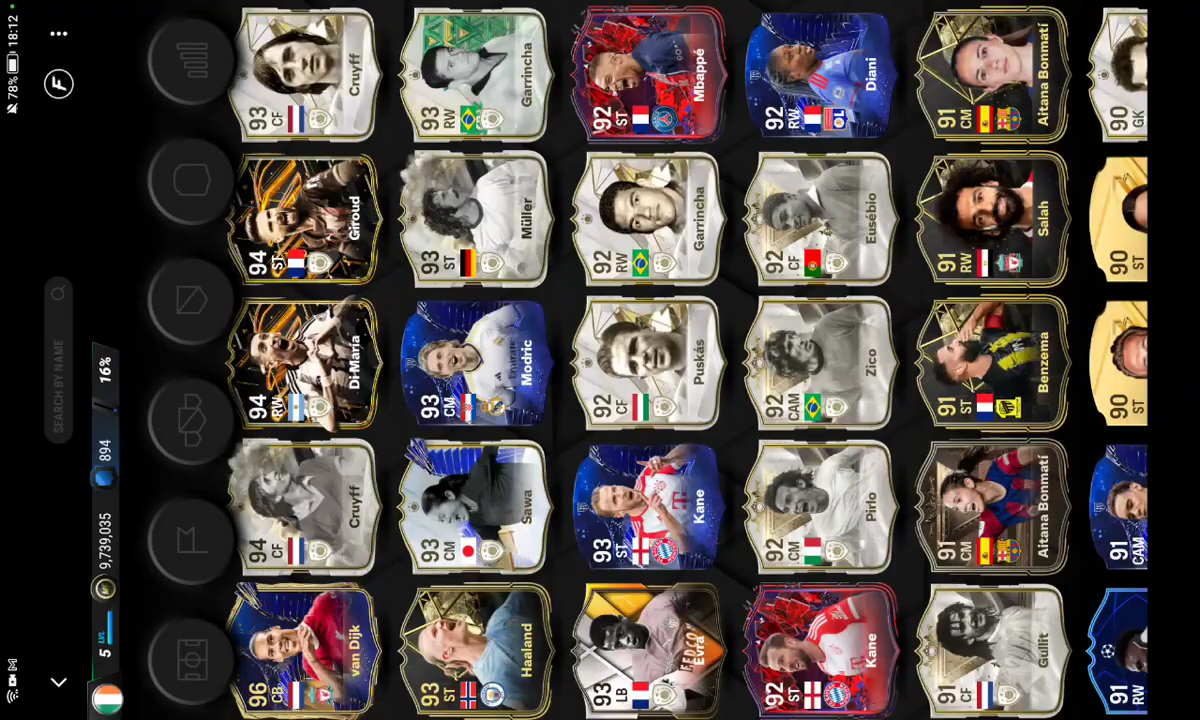 18:12
78%
F
SEARCH BY NAME
5 LVL
9,739,035
894
16%
96 CB van Dijk
94 CF Cruyff
94 RW Di María
94 ST Giroud
93 CF Cruyff
93 ST Haaland
93 CM Sawa
93 CM Modric
93 ST Müller
93 RW Garrincha
93 LB Evra
93 ST Kane
92 CF Puskás
92 RW Garrincha
92 ST Mbappé
92 ST Kane
92 CM Pirlo
92 CAM Zico
92 CF Eusébio
92 RW Diani
91 CF Gullit
91 CM Aitana Bonmatí
91 ST Benzema
91 RW Salah
91 CM Aitana Bonmatí
91 RW
91 CAM
90 ST
90 ST
90 GK